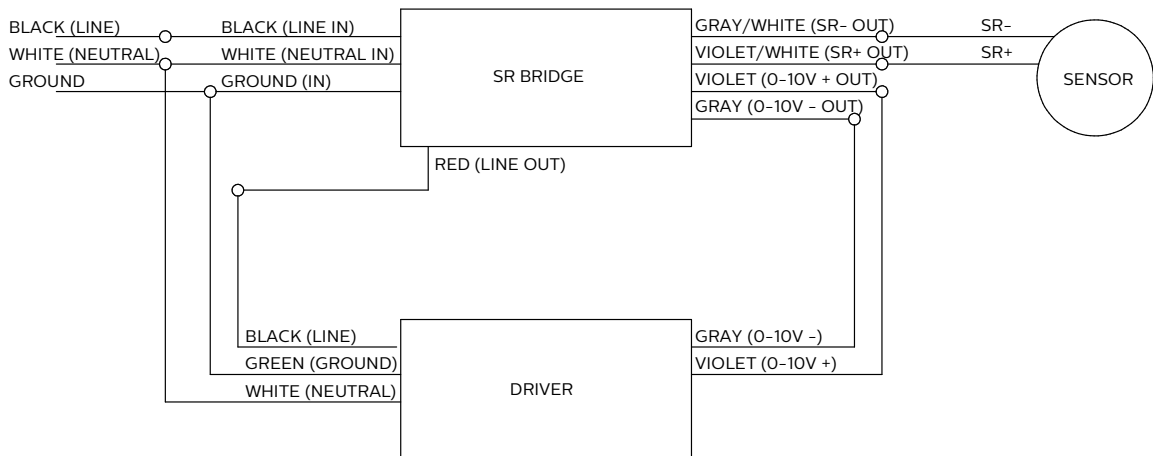 BLACK (LINE)
BLACK (LINE IN)
GRAY/WHITE (SR- OUT)
SR-
WHITE (NEUTRAL)
WHITE (NEUTRAL IN)
VIOLET/WHITE (SR+ OUT)
SR+
GROUND
GROUND (IN)
SR BRIDGE
VIOLET (0-10V + OUT)
SENSOR
GRAY (0-10V - OUT)
RED (LINE OUT)
BLACK (LINE)
GRAY (0-10V -)
GREEN (GROUND)
VIOLET (0-10V +)
WHITE (NEUTRAL)
DRIVER